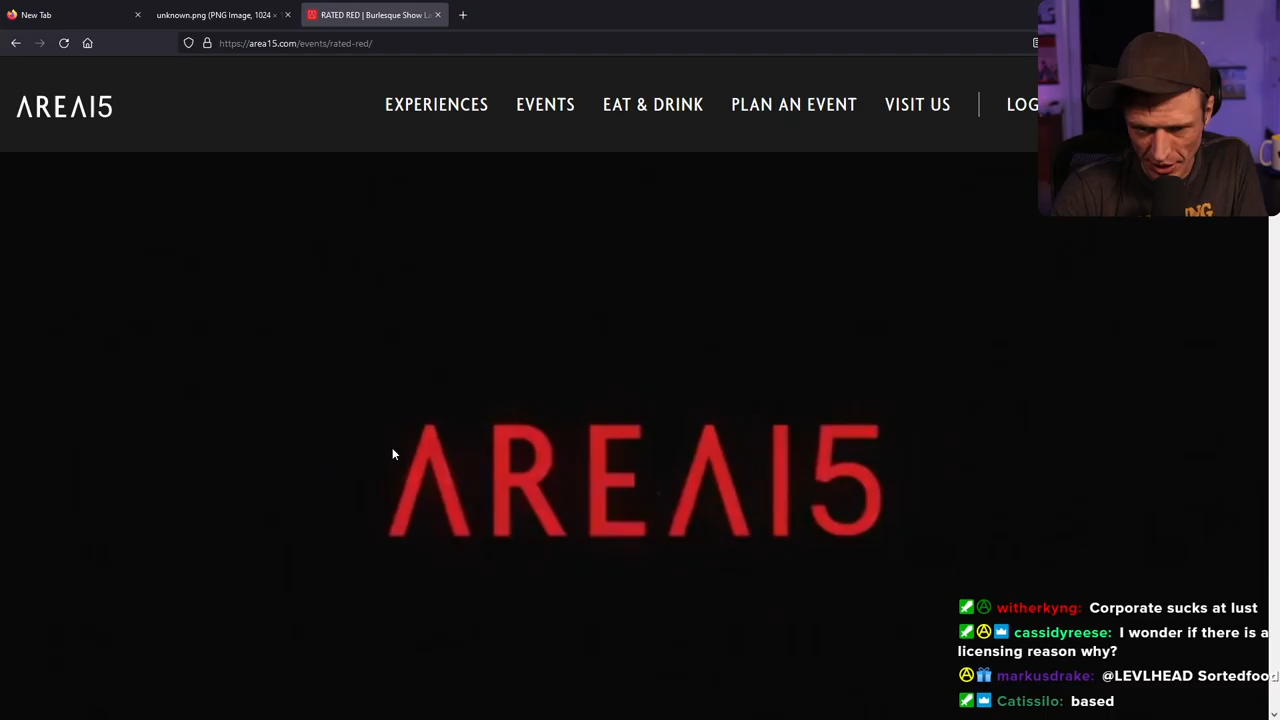 New Tab
unknown.png (PNG Image, 1024 ×
RATED RED | Burlesque Show La
https://area15.com/events/rated-red/
AREA15
EXPERIENCES
EVENTS
EAT & DRINK
PLAN AN EVENT
VISIT US
LOG
AREA15
witherkyng: Corporate sucks at lust
cassidyreese: I wonder if there is a
licensing reason why?
markusdrake: @LEVLHEAD Sortedfood
Catissilo: based